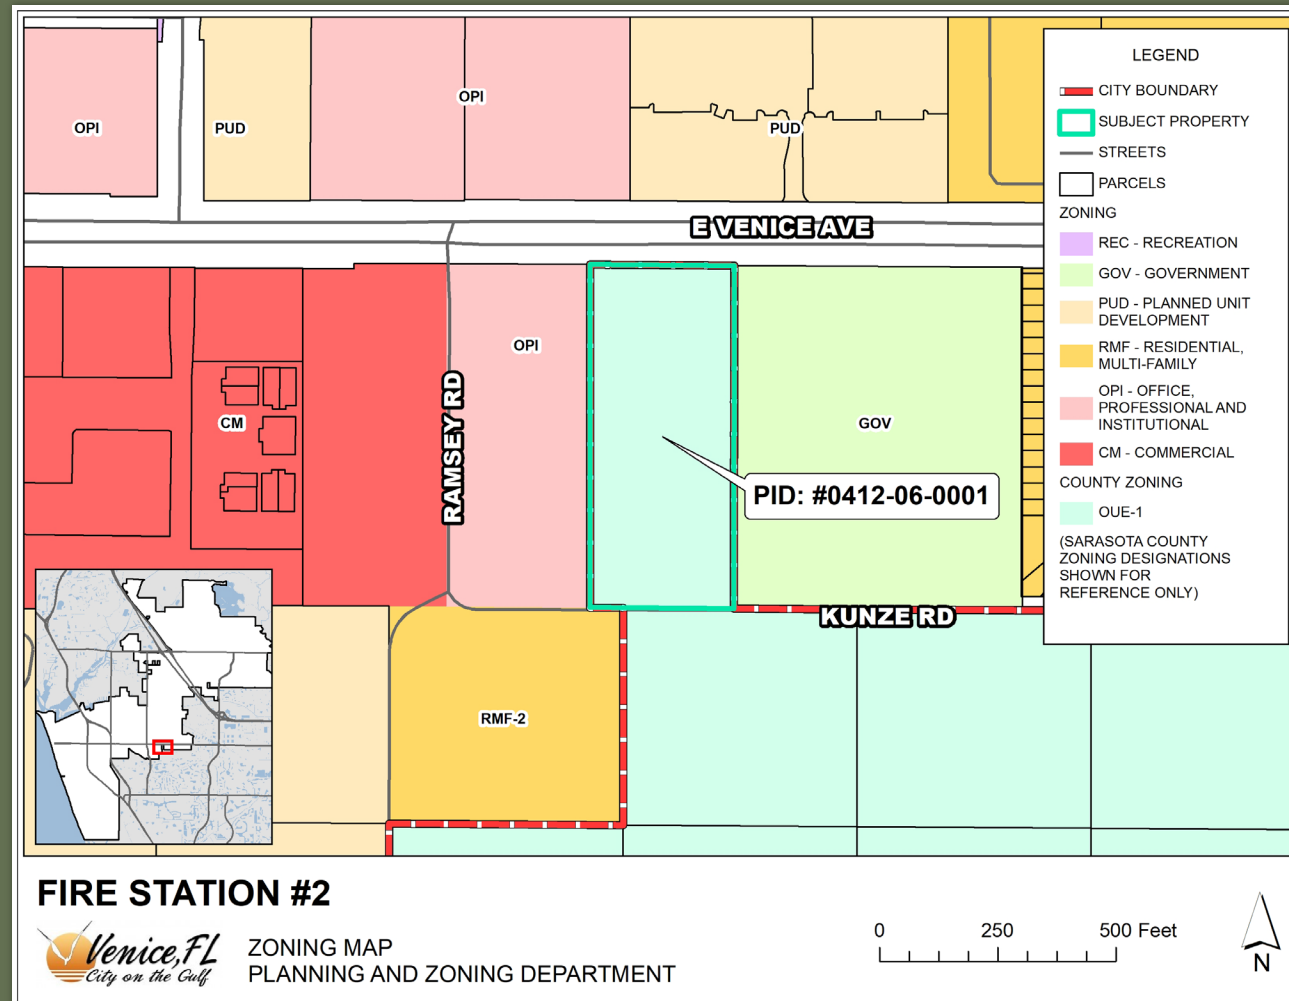 OPI
PUD
OPI
PUD
E VENICE AVE
OPI
CM
RAMSEY RD
GOV
PID: #0412-06-0001
KUNZE RD
RMF-2
LEGEND
CITY BOUNDARY
SUBJECT PROPERTY
STREETS
PARCELS
ZONING
REC - RECREATION
GOV - GOVERNMENT
PUD - PLANNED UNIT
DEVELOPMENT
RMF - RESIDENTIAL,
MULTI-FAMILY
OPI - OFFICE,
PROFESSIONAL AND
INSTITUTIONAL
CM - COMMERCIAL
COUNTY ZONING
OUE-1
(SARASOTA COUNTY
ZONING DESIGNATIONS
SHOWN FOR
REFERENCE ONLY)
FIRE STATION #2
Venice, FL
City on the Gulf
ZONING MAP
PLANNING AND ZONING DEPARTMENT
0 250 500 Feet
N